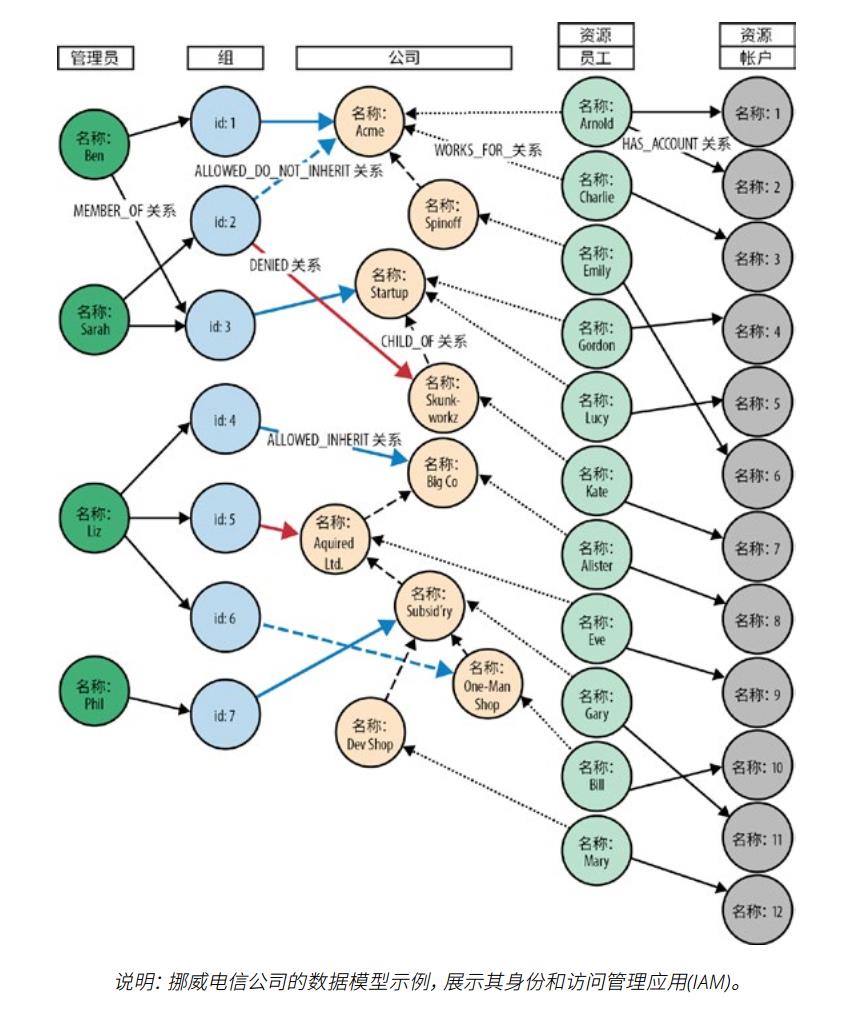 管理员
组
公司
资源
员工
资源
帐户
名称：
Ben
名称：
Sarah
名称：
Liz
名称：
Phil
MEMBER_OF 关系
id: 1
id: 2
id: 3
id: 4
id: 5
id: 6
id: 7
ALLOWED_DO_NOT_INHERIT 关系
DENIED 关系
ALLOWED_INHERIT 关系
名称：
Acme
名称：
Spinoff
名称：
Startup
CHILD_OF 关系
名称：
Skunk-
workz
名称：
Big Co
名称：
Aquired
Ltd.
名称：
Subsid'ry
名称：
One-Man
Shop
名称：
Dev Shop
WORKS_FOR_关系
名称：
Arnold
名称：
Charlie
名称：
Emily
名称：
Gordon
名称：
Lucy
名称：
Kate
名称：
Alister
名称：
Eve
名称：
Gary
名称：
Bill
名称：
Mary
HAS_ACCOUNT 关系
名称：1
名称：2
名称：3
名称：4
名称：5
名称：6
名称：7
名称：8
名称：9
名称：10
名称：11
名称：12
说明：挪威电信公司的数据模型示例，展示其身份和访问管理应用(IAM)。